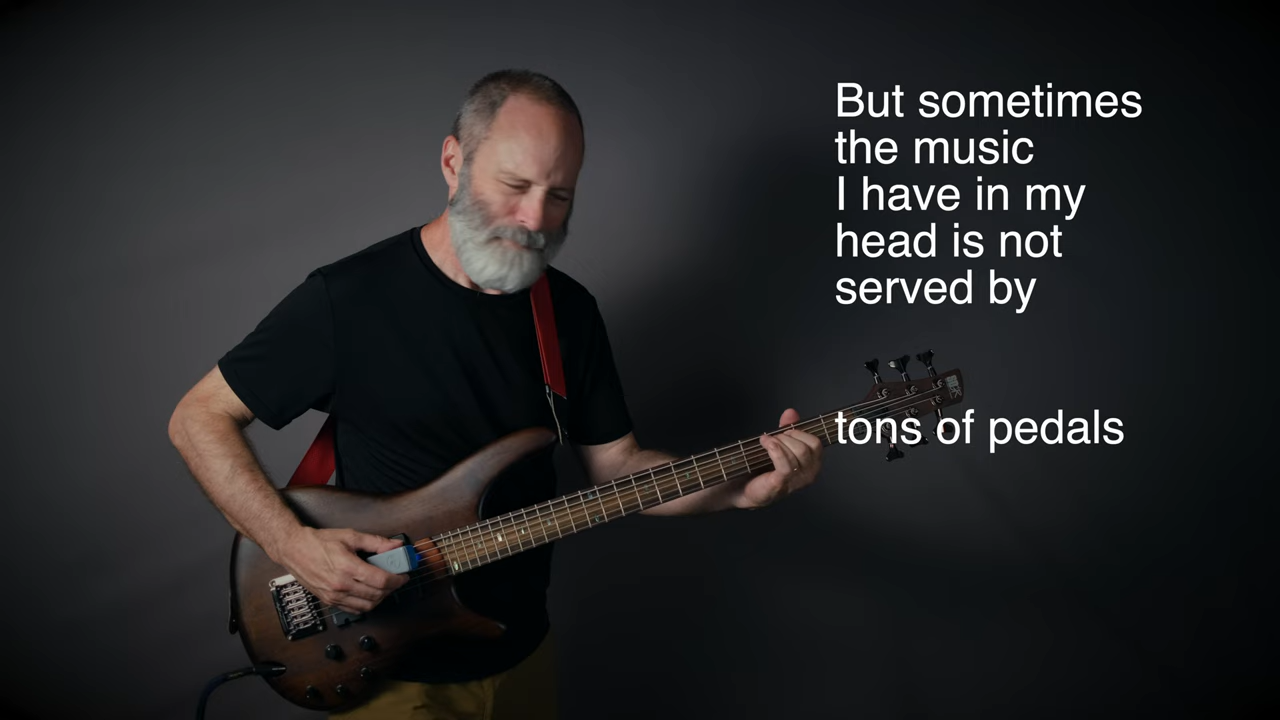 But sometimes
the music
I have in my
head is not
served by
tons of pedals